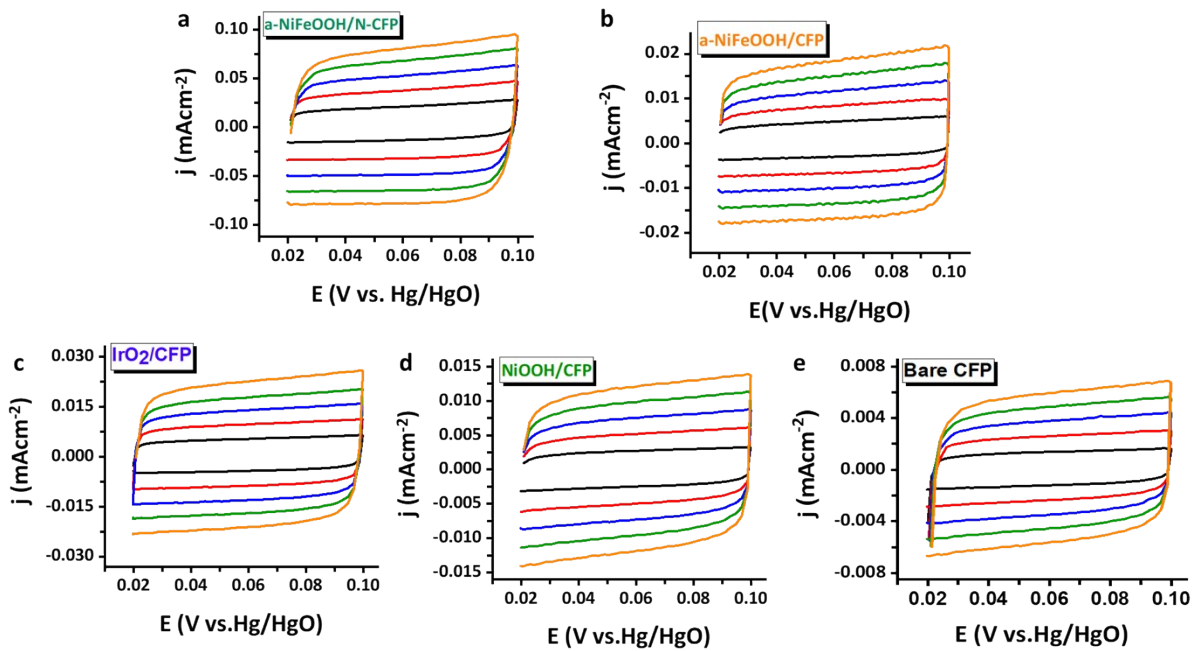 a
a-NiFeOOH/N-CFP
0.10
0.05
0.00
-0.05
-0.10
j (mAcm-2)
0.02 0.04 0.06 0.08 0.10
E (V vs. Hg/HgO)
b
a-NiFeOOH/CFP
0.02
0.01
0.00
-0.01
-0.02
j (mAcm-2)
0.02 0.04 0.06 0.08 0.10
E(V vs.Hg/HgO)
c
IrO2/CFP
0.030
0.015
0.000
-0.015
-0.030
j (mAcm-2)
0.02 0.04 0.06 0.08 0.10
E (V vs.Hg/HgO)
d
NiOOH/CFP
0.015
0.010
0.005
0.000
-0.005
-0.010
-0.015
j (mAcm-2)
0.02 0.04 0.06 0.08 0.10
E (V vs.Hg/HgO)
e
Bare CFP
0.008
0.004
0.000
-0.004
-0.008
j (mAcm-2)
0.02 0.04 0.06 0.08 0.10
E (V vs.Hg/HgO)